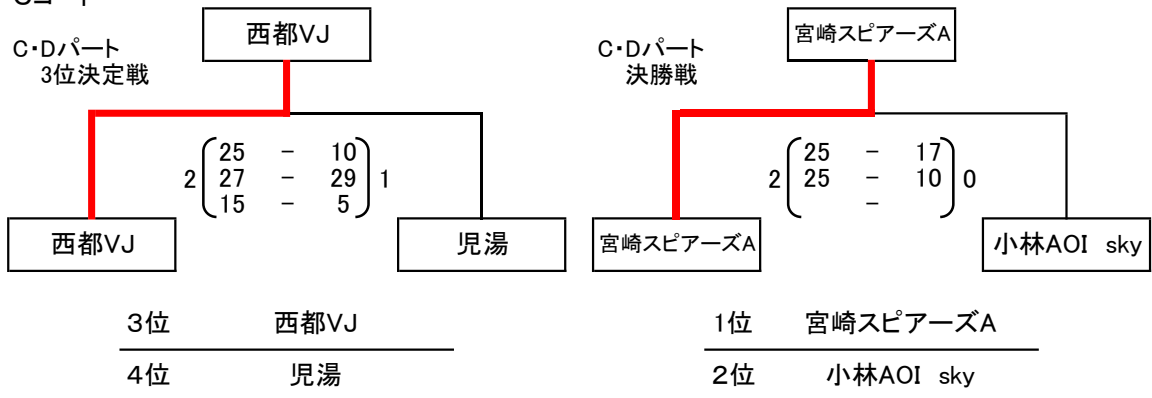 西都VJ
C・Dパート
3位決定戦
25 - 10
2 27 - 29 1
15 - 5
西都VJ 児湯
3位 西都VJ
4位 児湯
宮崎スピアーズA
C・Dパート
決勝戦
25 - 17
2 25 - 10 0
-
宮崎スピアーズA 小林AOI sky
1位 宮崎スピアーズA
2位 小林AOI sky